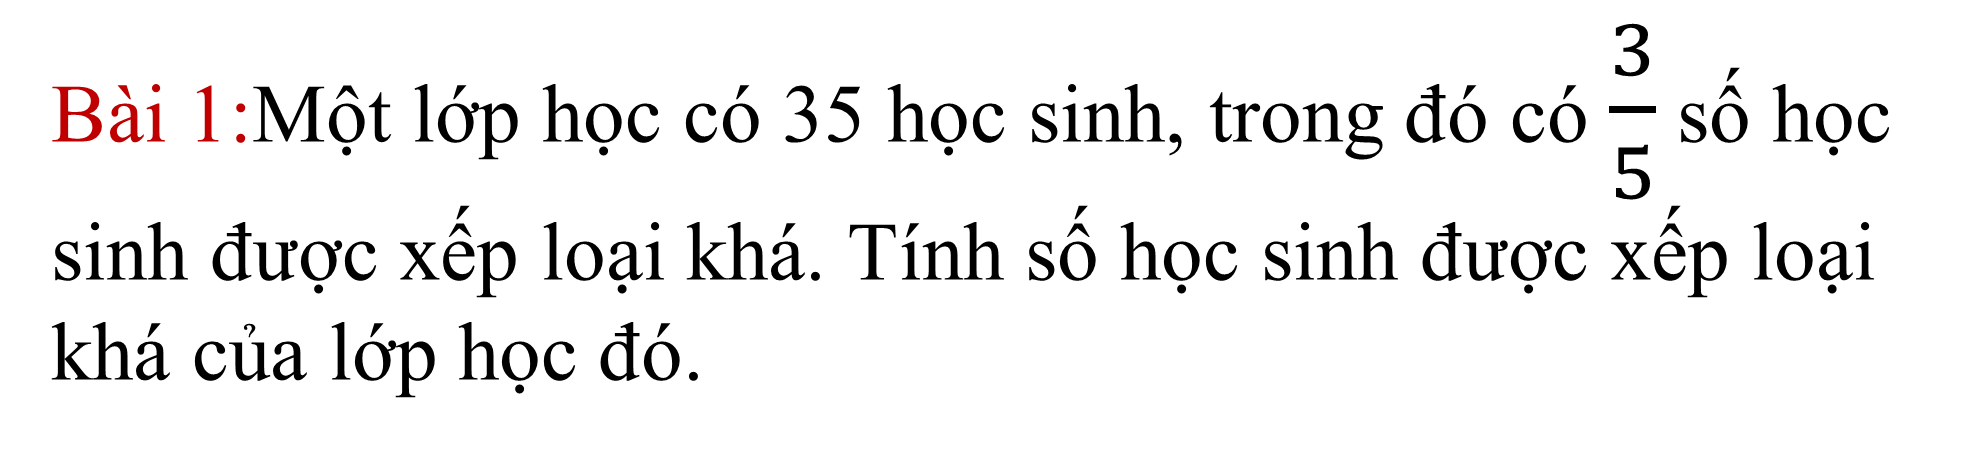 Bài 1:Một lớp học có 35 học sinh, trong đó có 3/5 số học
sinh được xếp loại khá. Tính số học sinh được xếp loại
khá của lớp học đó.